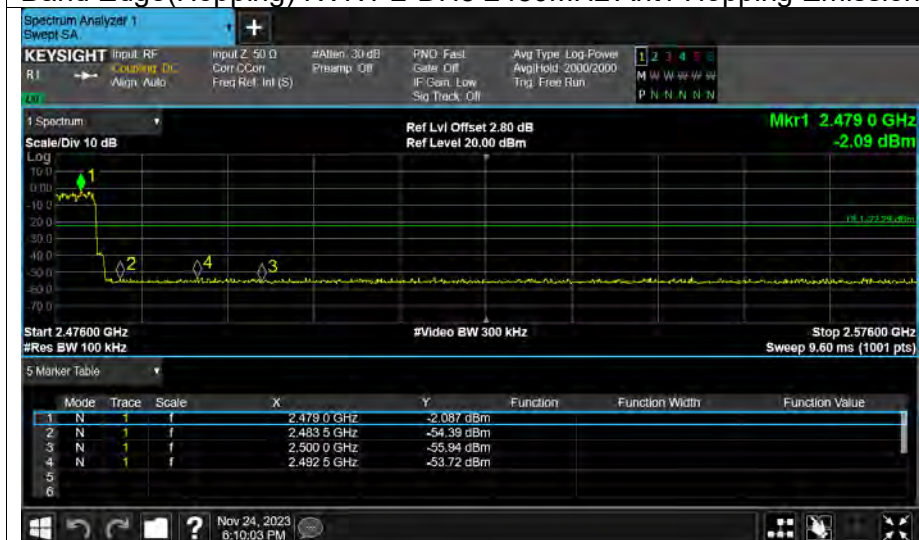 Spectrum Analyzer 1
Swept SA
KEYSIGHT Input: RF Input Z: 50 Ω #Atten: 30 dB PNO: Fast Avg Type: Log-Power 1 2 3 4 5 6
R L Coupling: DC Corr CCorr Preamp: Off Gate: Off Avg|Hold: 2000/2000 M W W W W W
Align: Auto Freq Ref: Int (S) IF Gain: Low Trig: Free Run
Sig Track: Off P N N N N N
1 Spectrum Ref Lvl Offset 2.80 dB Mkr1 2.479 0 GHz
Scale/Div 10 dB Ref Level 20.00 dBm -2.09 dBm
Log
10.0
0.00
-10.0
-20.0
-30.0
-40.0
-50.0
-60.0
-70.0
1
2
4
3
DL1 -22.29 dBm
Start 2.47600 GHz #Video BW 300 kHz Stop 2.57600 GHz
#Res BW 100 kHz Sweep 9.60 ms (1001 pts)
5 Marker Table
Mode Trace Scale X Y Function Function Width Function Value
1 N 1 f 2.479 0 GHz -2.087 dBm
2 N 1 f 2.483 5 GHz -54.39 dBm
3 N 1 f 2.500 0 GHz -55.94 dBm
4 N 1 f 2.492 5 GHz -53.72 dBm
5
6
Nov 24, 2023
6:10:03 PM